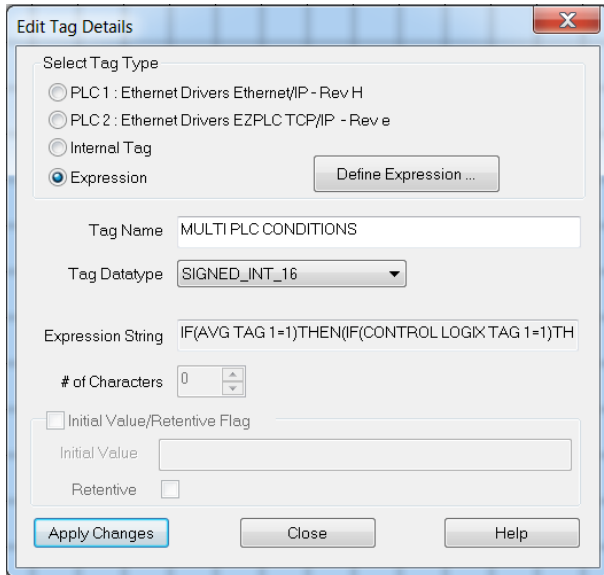 Edit Tag Details
X
Select Tag Type
PLC 1 : Ethernet Drivers Ethernet/IP - Rev H
PLC 2 : Ethernet Drivers EZPLC TCP/IP - Rev e
Internal Tag
Expression
Define Expression ...
Tag Name MULTI PLC CONDITIONS
Tag Datatype SIGNED_INT_16
Expression String IF(AVG TAG 1=1)THEN(IF(CONTROL LOGIX TAG 1=1)TH
# of Characters 0
Initial Value/Retentive Flag
Initial Value
Retentive
Apply Changes Close Help